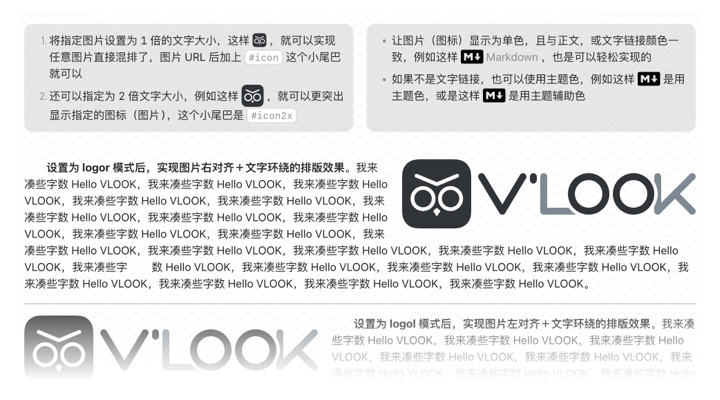 1. 将指定图片设置为 1 倍的文字大小，这样 ，就可以实现
任意图片直接混排了，图片 URL 后加上 #icon 这个小尾巴
就可以
2. 还可以指定为 2 倍文字大小，例如这样 ，就可以更突出
显示指定的图标（图片），这个小尾巴是 #icon2x
• 让图片（图标）显示为单色，且与正文，或文字链接颜色一
致，例如这样 M Markdown ，也是可以轻松实现的
• 如果不是文字链接，也可以使用主题色，例如这样 M 是用
主题色，或是这样 M 是用主题辅助色
设置为 logor 模式后，实现图片右对齐＋文字环绕的排版效果。我来
凑些字数 Hello VLOOK，我来凑些字数 Hello VLOOK，我来凑些字数 Hello
VLOOK，我来凑些字数 Hello VLOOK，我来凑些字数 Hello VLOOK，我来
凑些字数 Hello VLOOK，我来凑些字数 Hello VLOOK，我来凑些字数 Hello
VLOOK，我来凑些字数 Hello VLOOK，我来凑些字数 Hello VLOOK，我来
凑些字数 Hello VLOOK，我来凑些字数 Hello VLOOK，我来凑些字数 Hello VLOOK，我来凑些字数 Hello
VLOOK，我来凑些字 数 Hello VLOOK，我来凑些字数 Hello VLOOK，我来凑些字数 Hello VLOOK，我
来凑些字数 Hello VLOOK，我来凑些字数 Hello VLOOK，我来凑些字数 Hello VLOOK。
V'LOOK
V'LOOK
设置为 logol 模式后，实现图片左对齐＋文字环绕的排版效果。我来凑
些字数 Hello VLOOK，我来凑些字数 Hello VLOOK，我来凑些字数 Hello
VLOOK，我来凑些字数 Hello VLOOK，我来凑些字数 Hello VLOOK，我来
凑些字数 Hello VLOOK，我来凑些字数 Hello VLOOK，我来凑些字数 Hello